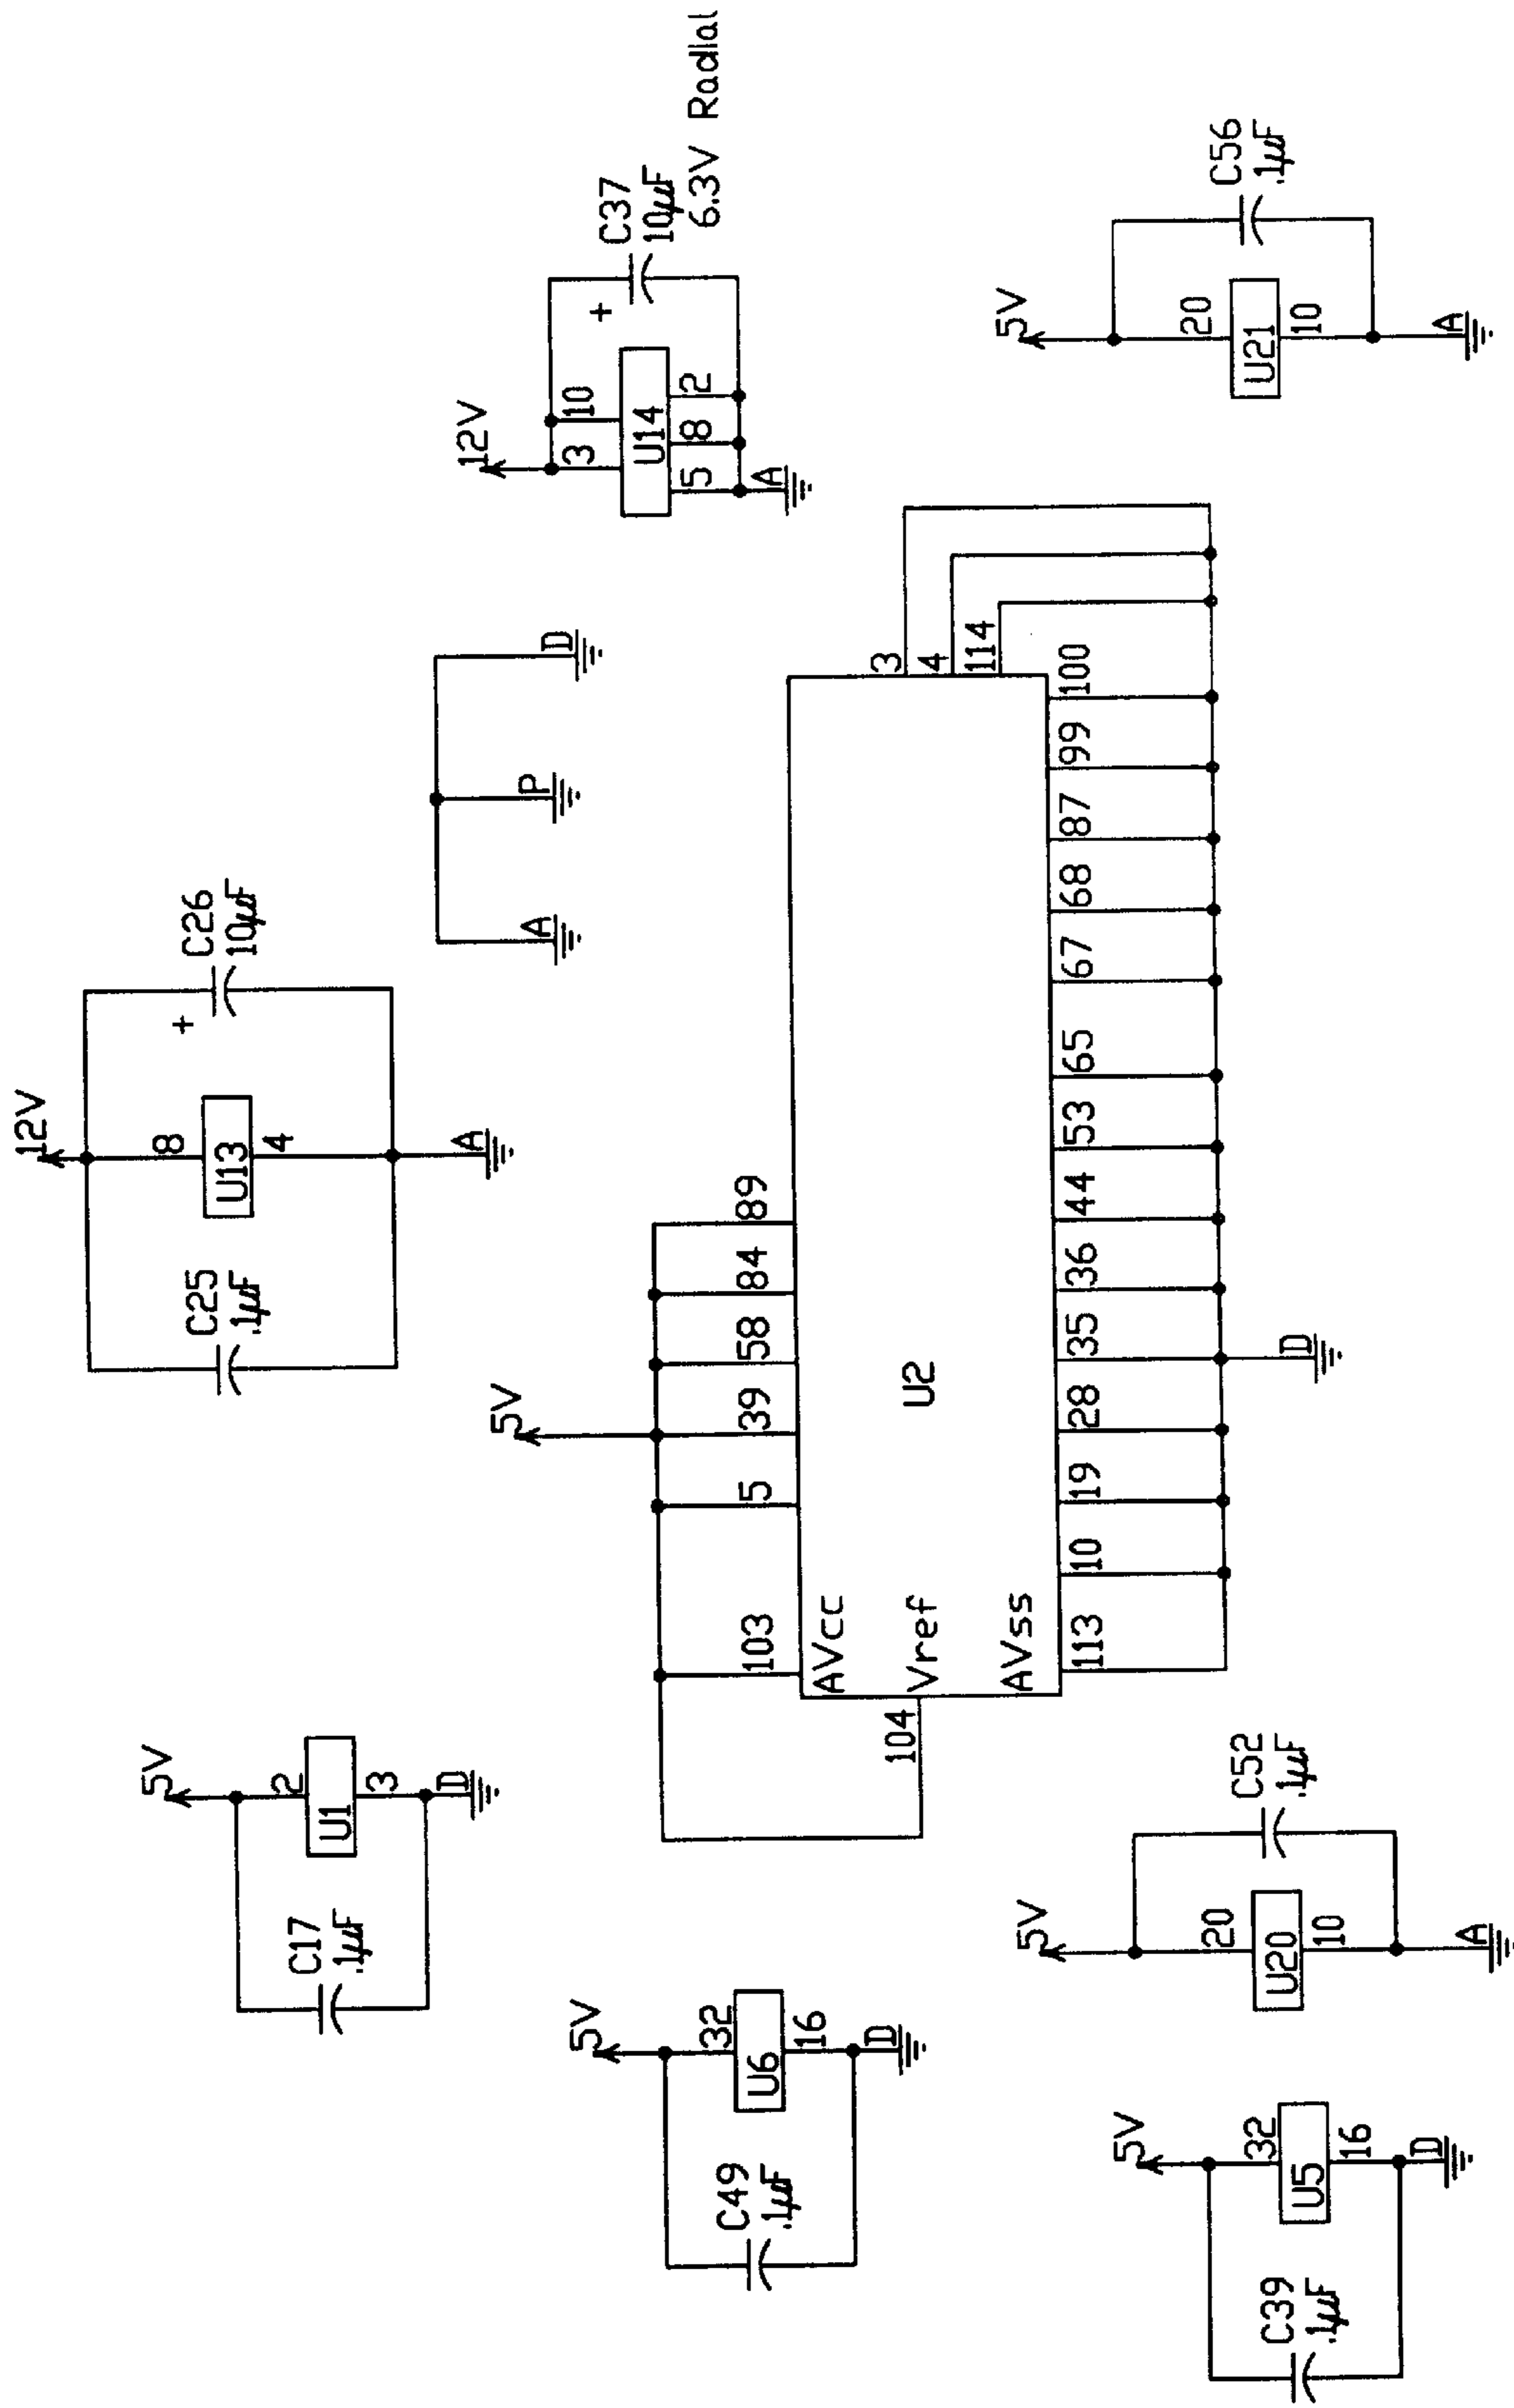 12V
8
U13
4
A
C25
.1µF
+
C26
10µF
5V
2
U1
3
D
C17
.1µF
A
P
D
12V
3
10
U14
5
8
2
A
+
C37
10µF
6.3V Radial
5V
32
U6
16
D
C49
.1µF
5V
103
5
39
58
84
89
AVcc
Vref
AVss
104
U2
3
4
114
113
10
19
28
35
36
44
53
65
67
68
87
99
100
D
5V
20
U21
10
A
C56
.1µF
5V
20
U20
10
A
C52
.1µF
5V
32
U5
16
D
C39
.1µF